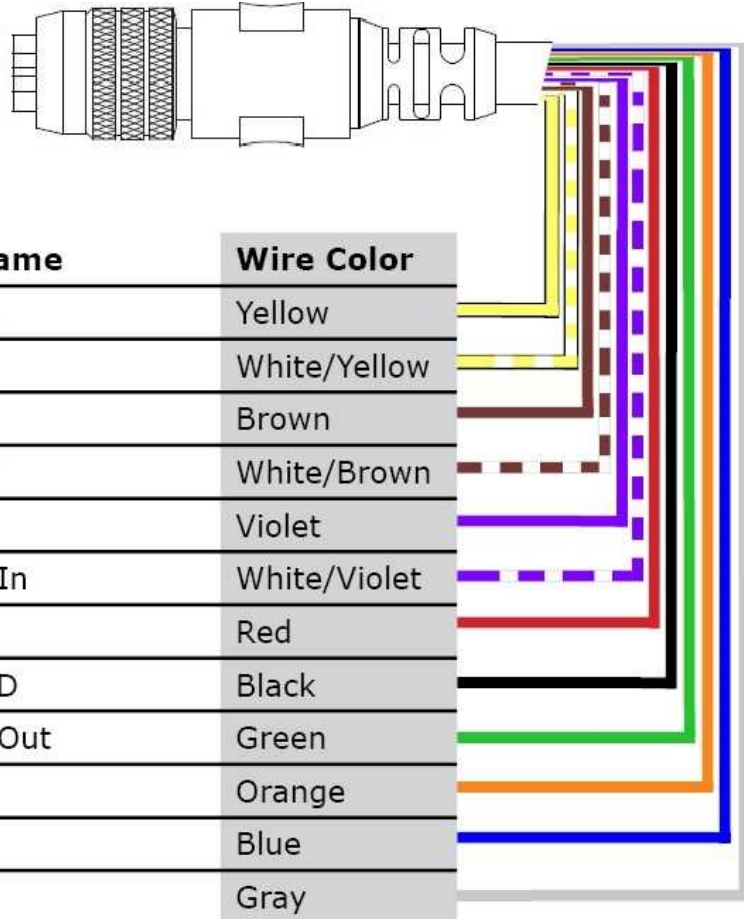 ame Wire Color
Yellow
White/Yellow
Brown
White/Brown
Violet
In White/Violet
Red
D Black
Out Green
Orange
Blue
Gray